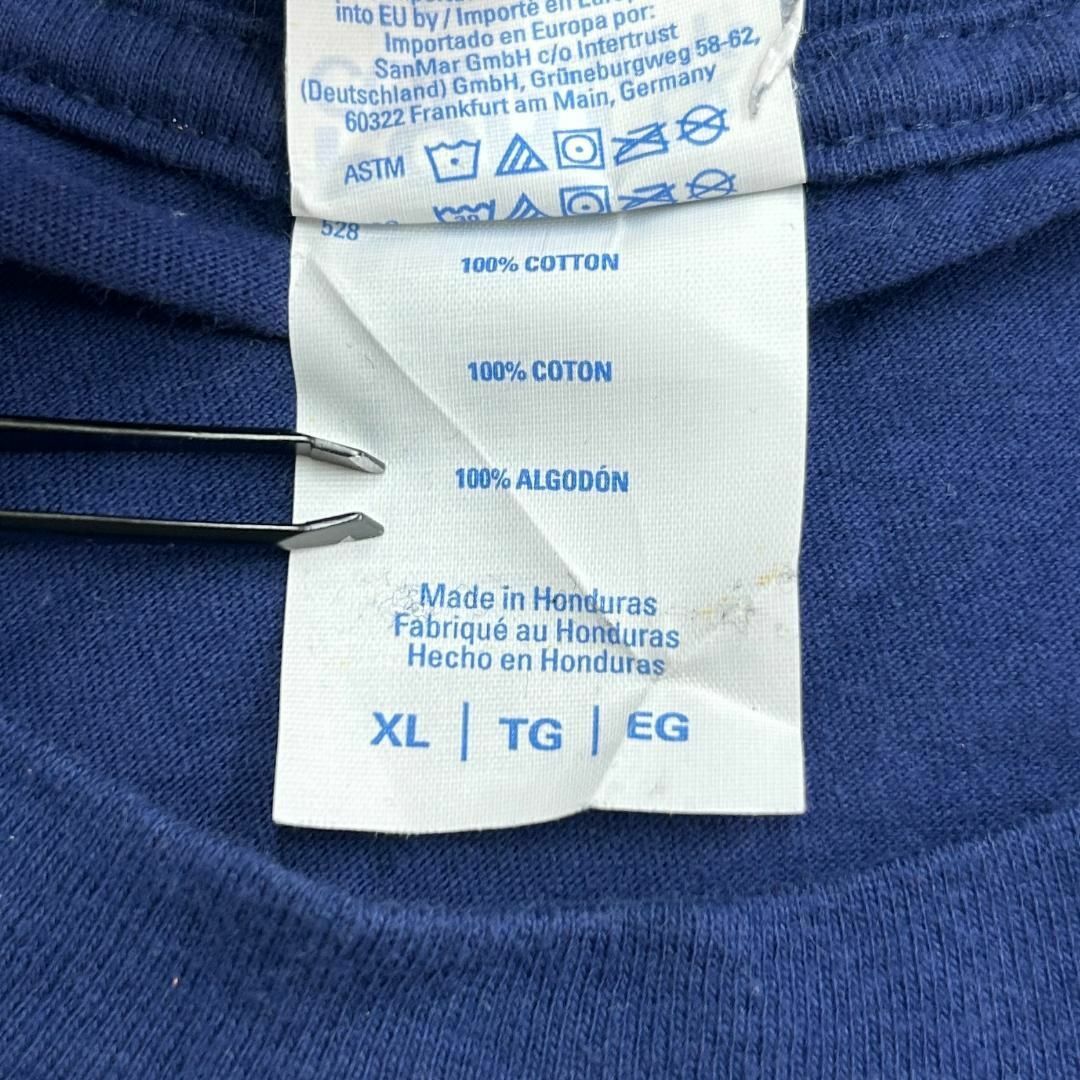 into EU by / Importé en
Importado en Europa por:
SanMar GmbH c/o Intertrust
(Deutschland) GmbH, Grüneburgweg 58-62,
60322 Frankfurt am Main, Germany
ASTM
528
100% COTTON
100% COTON
100% ALGODÓN
Made in Honduras
Fabriqué au Honduras
Hecho en Honduras
XL | TG | EG